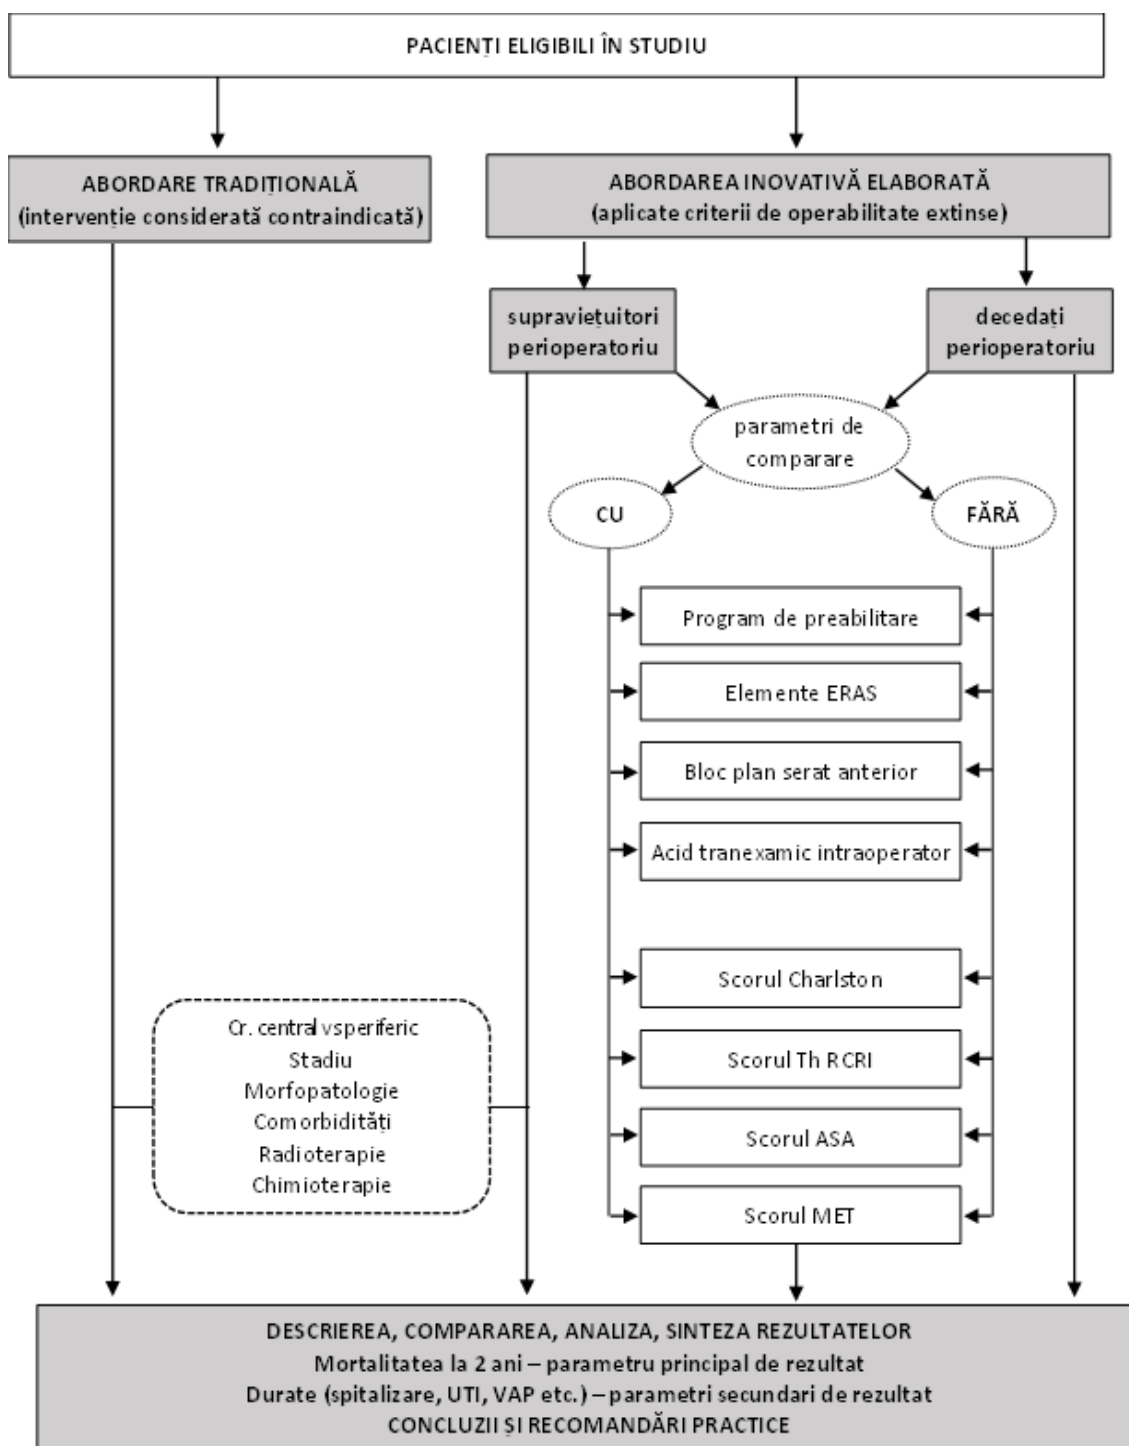 PACIENȚI ELIGIBILI ÎN STUDIU
ABORDARE TRADIȚIONALĂ
(intervenție considerată contraindicată)
ABORDAREA INOVATIVĂ ELABORATĂ
(aplicate criterii de operabilitate extinse)
supraviețuitori
perioperatoriu
decedați
perioperatoriu
parametri de
comparare
CU
FĂRĂ
Program de preabilitare
Elemente ERAS
Bloc plan serat anterior
Acid tranexamic intraoperator
Scorul Charlston
Scorul Th RCRI
Scorul ASA
Scorul MET
Cr. central vs periferic
Stadiu
Morfopatologie
Comorbidități
Radioterapie
Chimioterapie
DESCRIEREA, COMPARAREA, ANALIZA, SINTEZA REZULTATELOR
Mortalitatea la 2 ani – parametru principal de rezultat
Durate (spitalizare, UTI, VAP etc.) – parametri secundari de rezultat
CONCLUZII ȘI RECOMANDĂRI PRACTICE